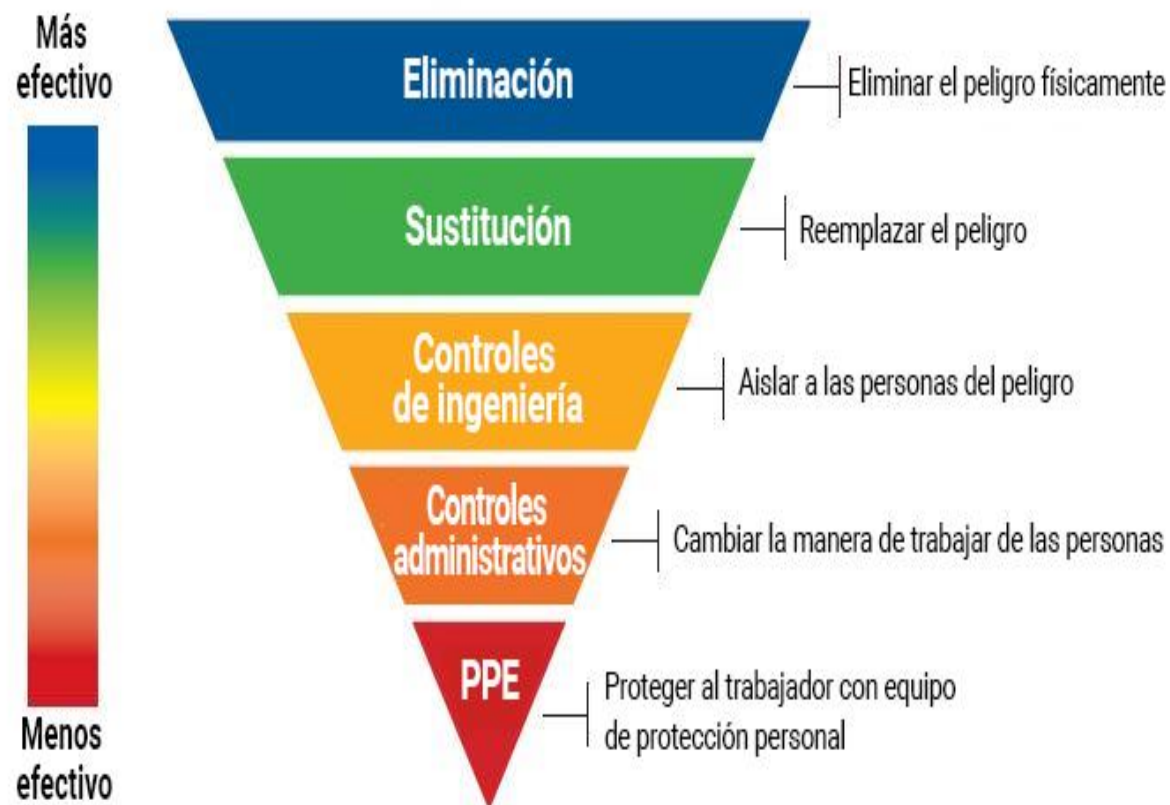 Más
efectivo
Eliminación
Eliminar el peligro físicamente
Sustitución
Reemplazar el peligro
Controles
de ingeniería
Aislar a las personas del peligro
Controles
administrativos
Cambiar la manera de trabajar de las personas
PPE
Proteger al trabajador con equipo
de protección personal
Menos
efectivo